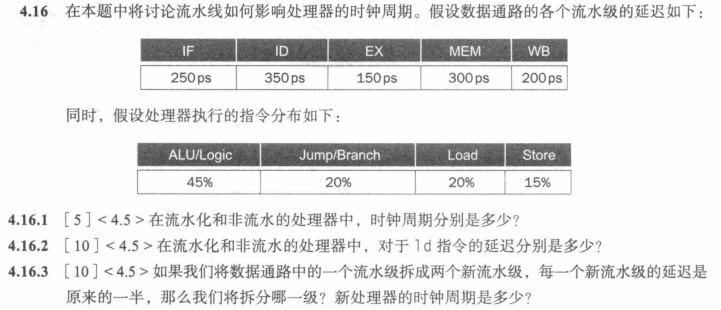 4.16 在本题中将讨论流水线如何影响处理器的时钟周期。假设数据通路的各个流水级的延迟如下：
IF ID EX MEM WB
250ps 350ps 150ps 300ps 200ps
同时，假设处理器执行的指令分布如下：
ALU/Logic Jump/Branch Load Store
45% 20% 20% 15%
4.16.1 ［5］< 4.5 > 在流水化和非流水的处理器中，时钟周期分别是多少？
4.16.2 ［10］< 4.5 > 在流水化和非流水的处理器中，对于 ld 指令的延迟分别是多少？
4.16.3 ［10］< 4.5 > 如果我们将数据通路中的一个流水级拆成两个新流水级，每一个新流水级的延迟是
原来的一半，那么我们将拆分哪一级？新处理器的时钟周期是多少？